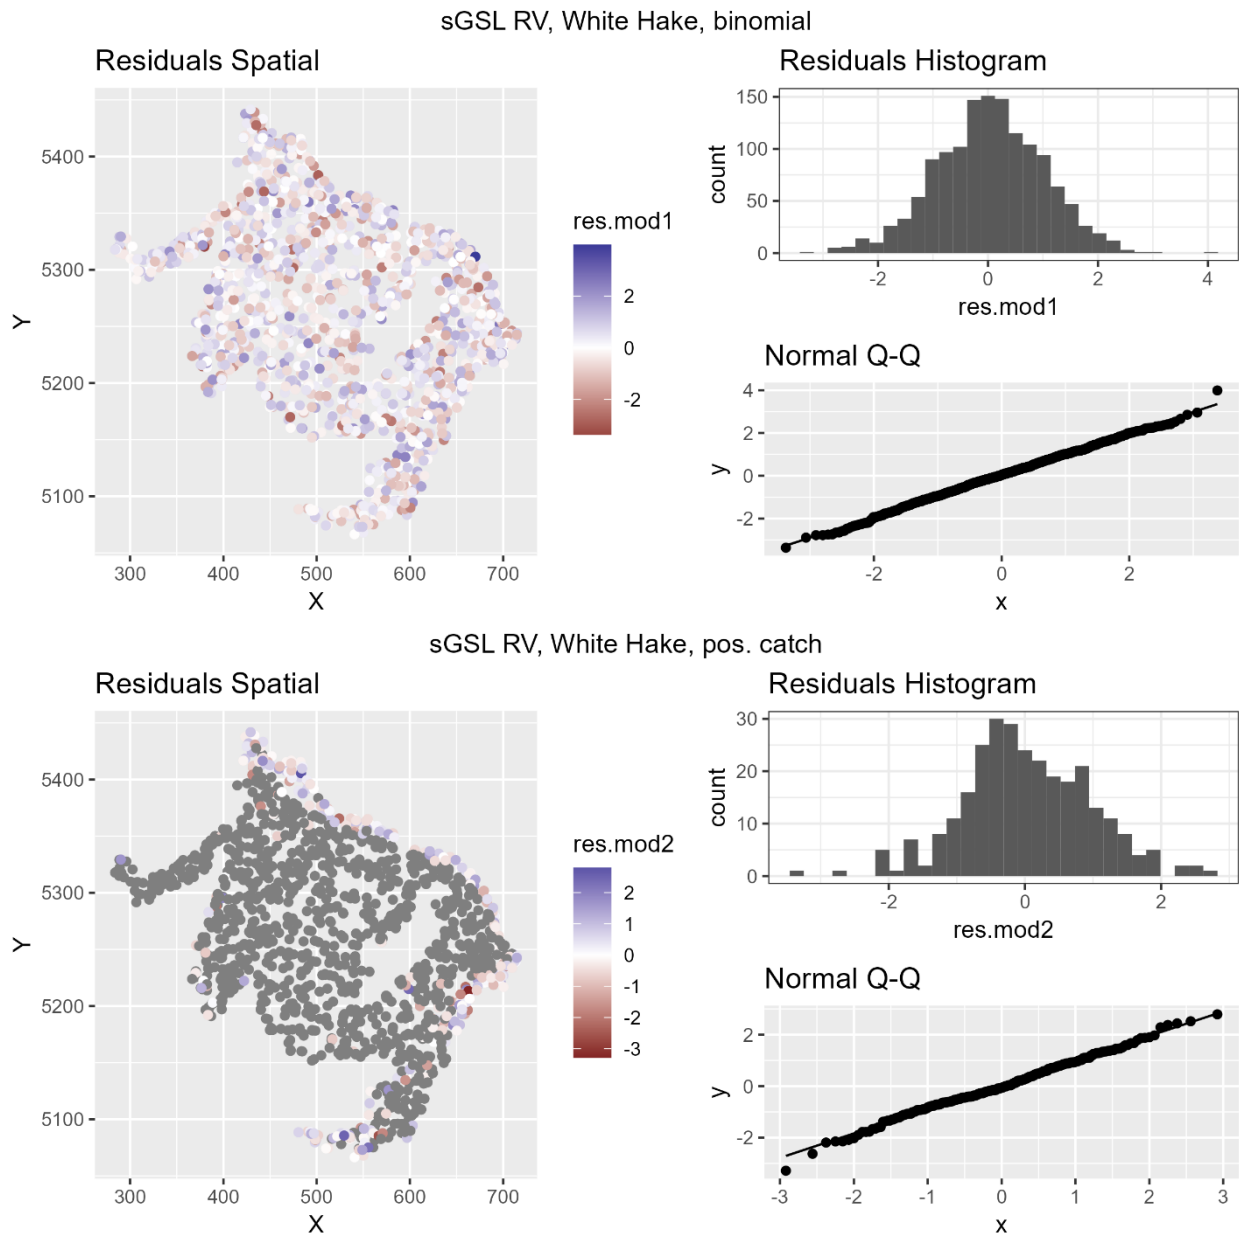 sGSL RV, White Hake, binomial
Residuals Spatial
5400
5300
5200
5100
Y
300 400 500 600 700
X
res.mod1
2
0
-2
Residuals Histogram
150
100
50
0
count
-2 0 2 4
res.mod1
Normal Q-Q
4
2
0
-2
y
-2 0 2
x
sGSL RV, White Hake, pos. catch
Residuals Spatial
5400
5300
5200
5100
Y
300 400 500 600 700
X
res.mod2
2
1
0
-1
-2
-3
Residuals Histogram
30
20
10
0
count
-2 0 2
res.mod2
Normal Q-Q
2
0
-2
y
-3 -2 -1 0 1 2 3
x